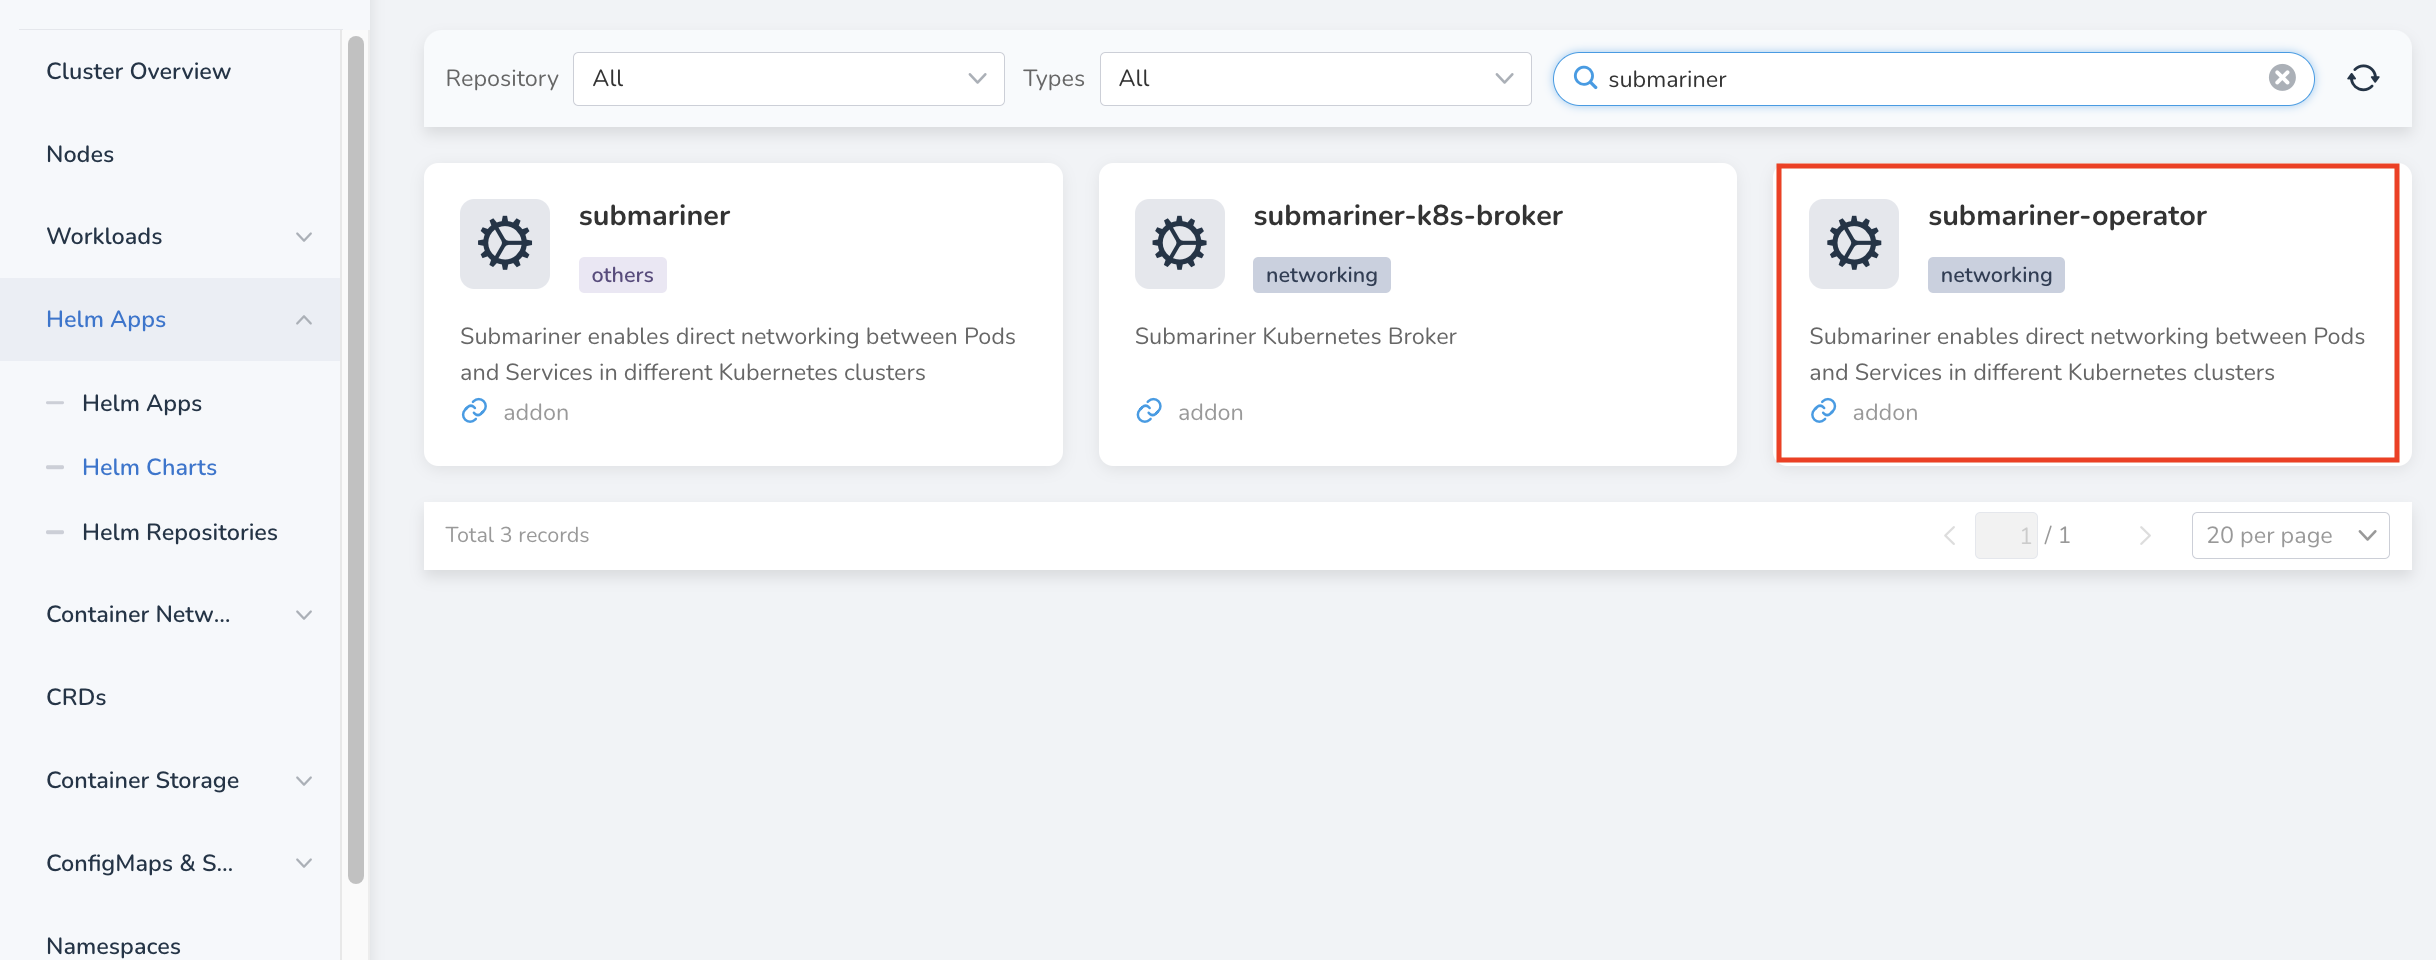 Cluster Overview
Nodes
Workloads
Helm Apps
Helm Apps
Helm Charts
Helm Repositories
Container Netw...
CRDs
Container Storage
ConfigMaps & S...
Namespaces
Repository All Types All submariner
submariner
others
Submariner enables direct networking between Pods
and Services in different Kubernetes clusters
addon
submariner-k8s-broker
networking
Submariner Kubernetes Broker
addon
submariner-operator
networking
Submariner enables direct networking between Pods
and Services in different Kubernetes clusters
addon
Total 3 records 1 / 1 20 per page